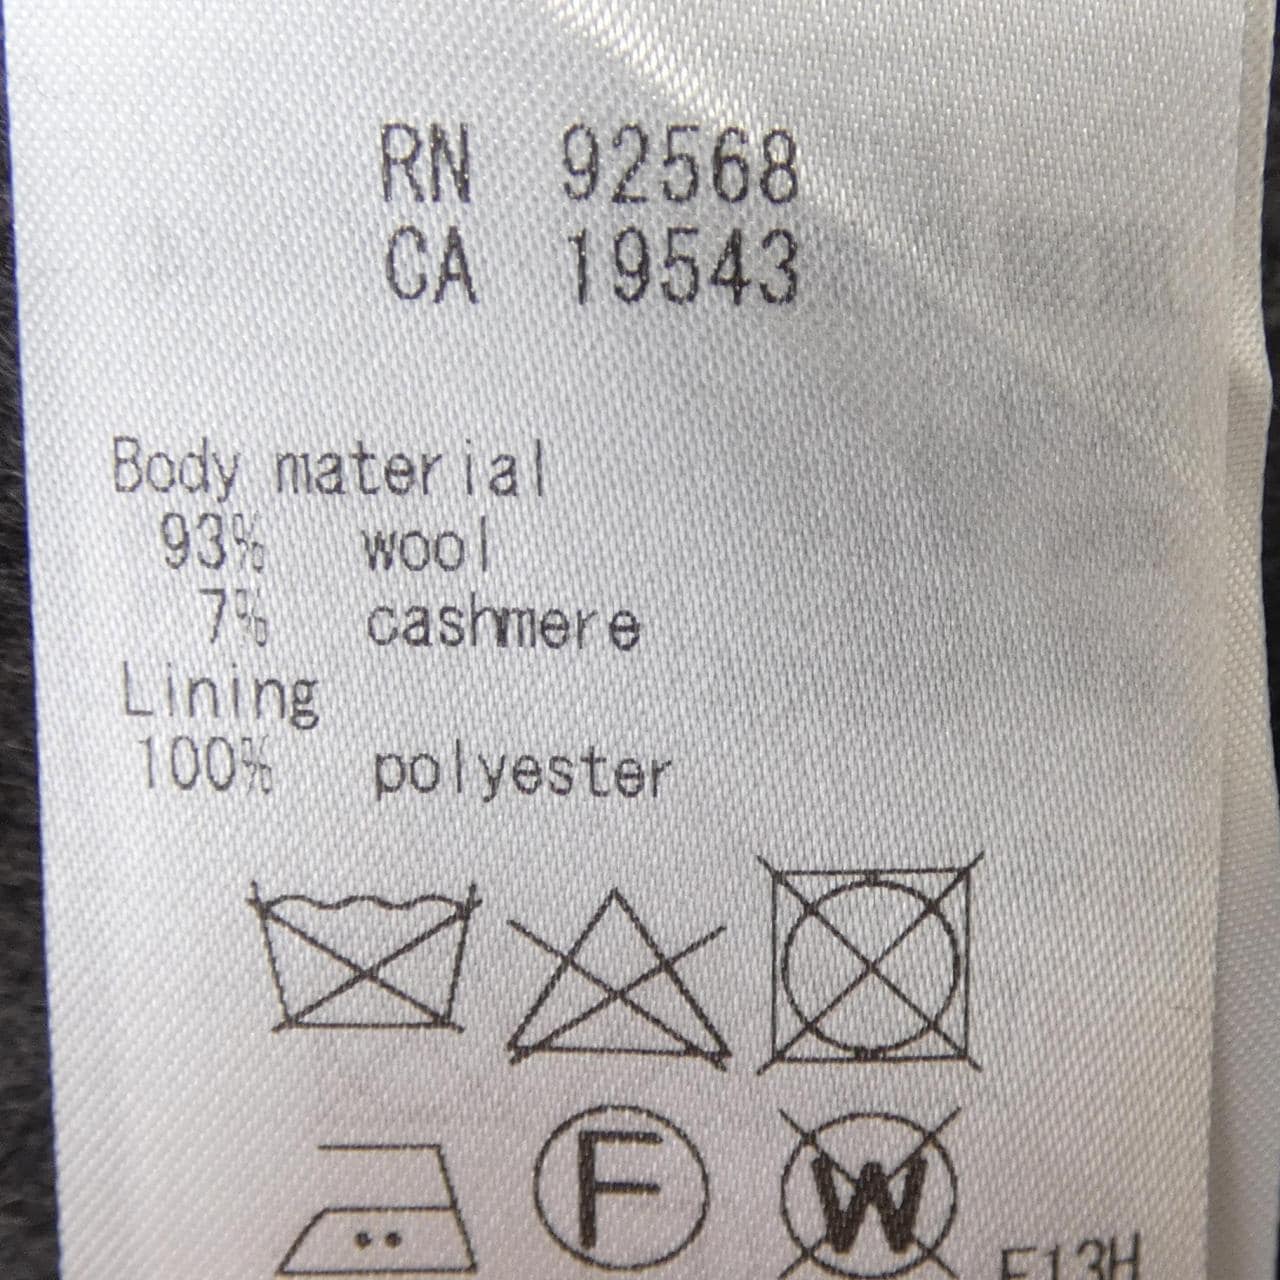 RN 92568
CA 19543
Body material
93% wool
7% cashmere
Lining
100% polyester
F W